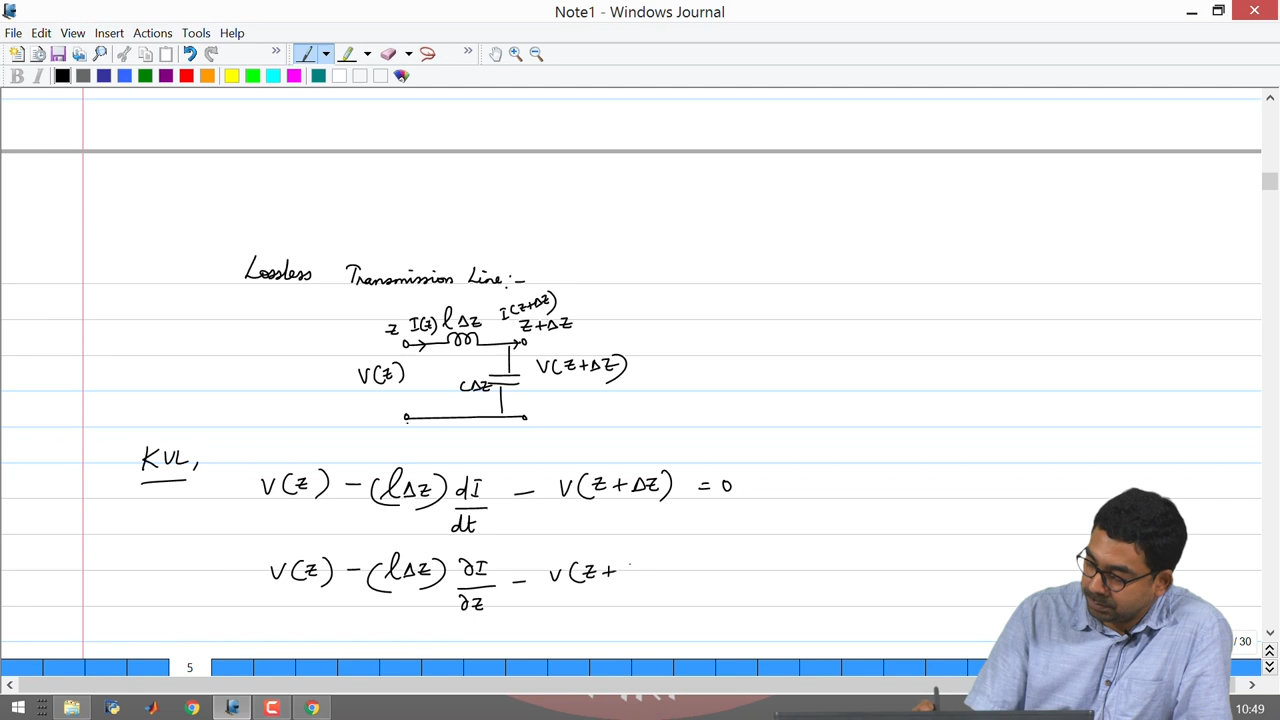 Note1 - Windows Journal
File Edit View Insert Actions Tools Help
B I
Lossless Transmission Line:-
I(z+Δz)
z I(z) lΔz z+Δz
V(z) V(z+Δz)
CΔz
KVL,
V(z) - (lΔz) dI/dt - V(z+Δz) = 0
V(z) - (lΔz) ∂I/∂z - V(z+
/ 30
5
10:49